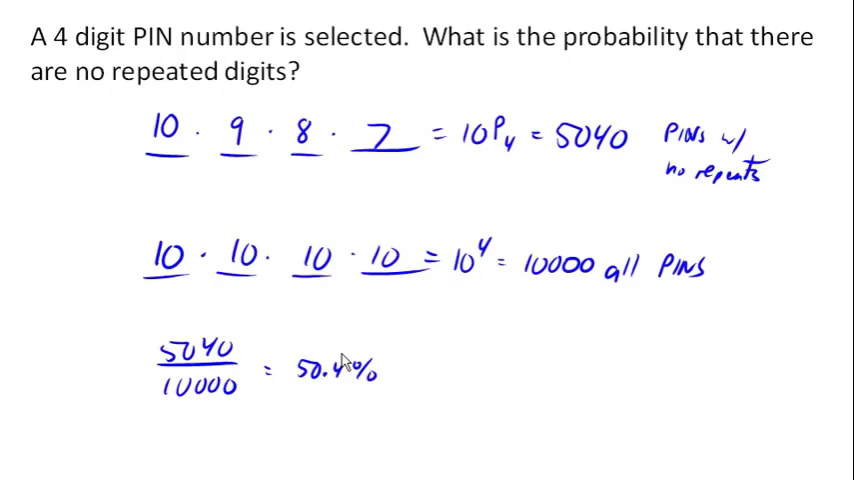 A 4 digit PIN number is selected. What is the probability that there
are no repeated digits?
10 · 9 · 8 · 7 = 10P4 = 5040 PINs w/
no repeats
10 · 10 · 10 · 10 = 10^4 = 10000 all PINs
5040
10000 = 50.4%